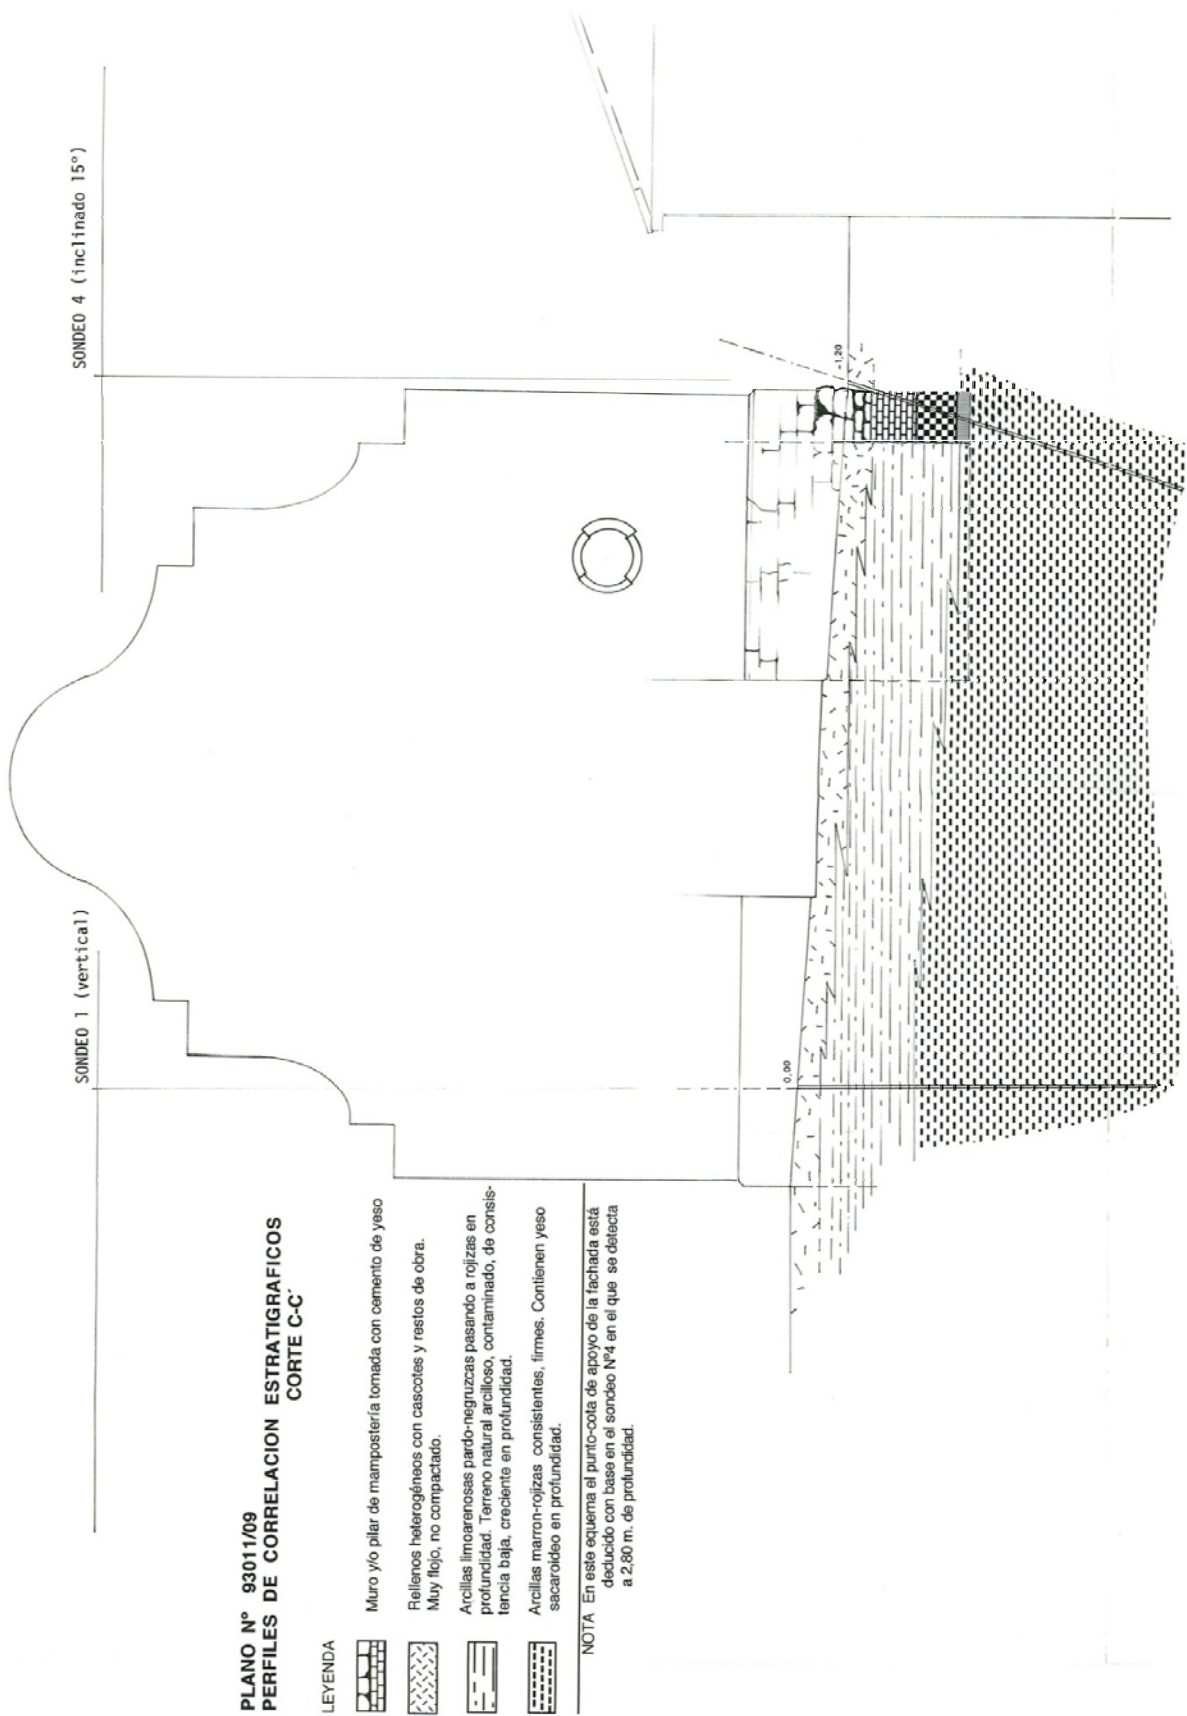 PLANO Nº 93011/09
PERFILES DE CORRELACION ESTRATIGRAFICOS
CORTE C-C´
LEYENDA
Muro y/o pilar de mampostería tomada con cemento de yeso
Rellenos heterogéneos con cascotes y restos de obra.
Muy flojo, no compactado.
Arcillas limoarenosas pardo-negruzcas pasando a rojizas en
profundidad. Terreno natural arcilloso, contaminado, de consis-
tencia baja, creciente en profundidad.
Arcillas marron-rojizas consistentes, firmes. Contienen yeso
sacaroideo en profundidad.
NOTA En este equema el punto-cota de apoyo de la fachada está
deducido con base en el sondeo Nº4 en el que se detecta
a 2,80 m. de profundidad.
SONDEO 1 (vertical)
SONDEO 4 (inclinado 15º)
0,00
-1,20